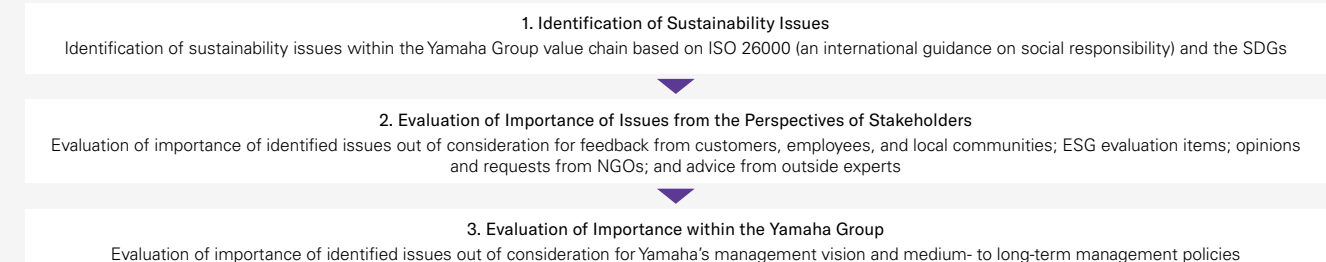 1. Identification of Sustainability Issues
Identification of sustainability issues within the Yamaha Group value chain based on ISO 26000 (an international guidance on social responsibility) and the SDGs
2. Evaluation of Importance of Issues from the Perspectives of Stakeholders
Evaluation of importance of identified issues out of consideration for feedback from customers, employees, and local communities; ESG evaluation items; opinions
and requests from NGOs; and advice from outside experts
3. Evaluation of Importance within the Yamaha Group
Evaluation of importance of identified issues out of consideration for Yamaha's management vision and medium- to long-term management policies